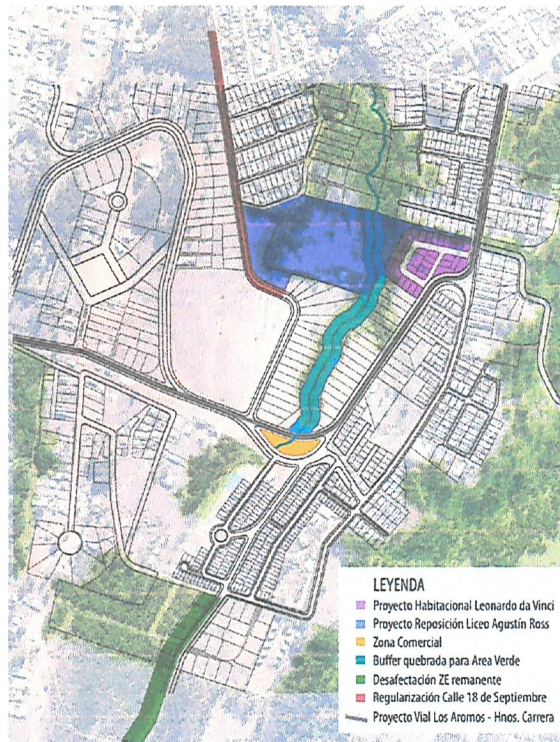 LEYENDA
Proyecto Habitacional Leonardo da Vinci
Proyecto Reposición Liceo Agustín Ross
Zona Comercial
Buffer quebrada para Area Verde
Desafectación ZE remanente
Regularización Calle 18 de Septiembre
Proyecto Vial Los Aromos - Hnos. Carrera